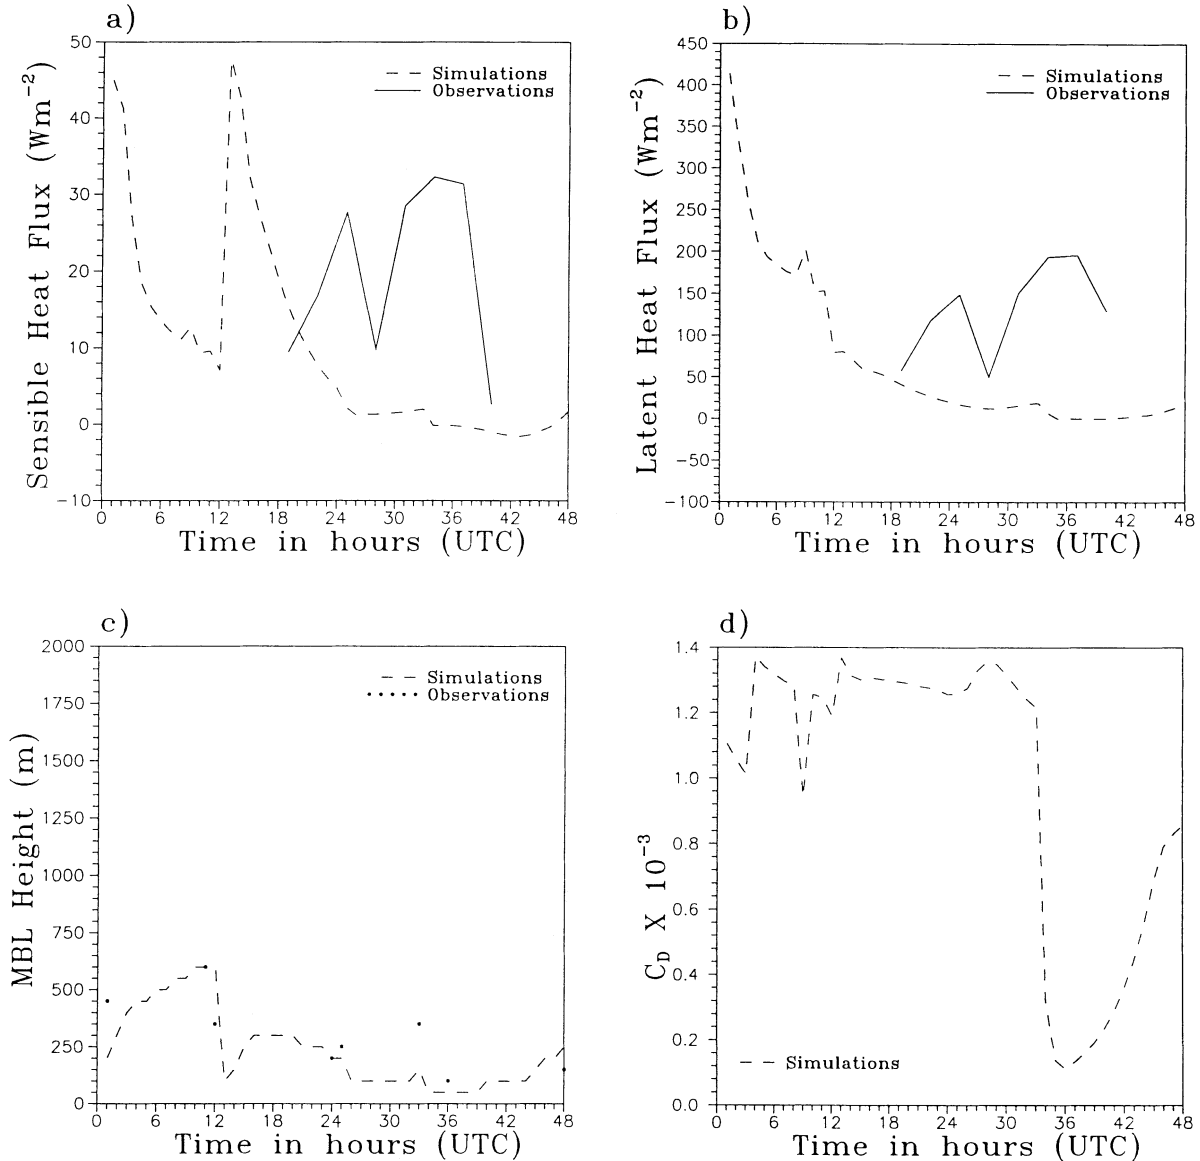 a)
50
40
30
20
10
0
-10
Sensible Heat Flux (Wm-2)
Simulations
Observations
0 6 12 18 24 30 36 42 48
Time in hours (UTC)
b)
450
400
350
300
250
200
150
100
50
0
-50
-100
Latent Heat Flux (Wm-2)
Simulations
Observations
0 6 12 18 24 30 36 42 48
Time in hours (UTC)
c)
2000
1750
1500
1250
1000
750
500
250
0
MBL Height (m)
Simulations
Observations
0 6 12 18 24 30 36 42 48
Time in hours (UTC)
d)
1.4
1.2
1.0
0.8
0.6
0.4
0.2
0.0
CD X 10-3
Simulations
0 6 12 18 24 30 36 42 48
Time in hours (UTC)